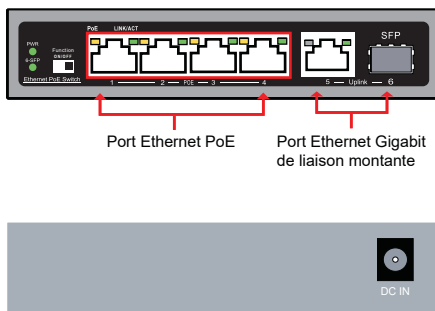 PoE LINK/ACT
SFP
PWR
6-SFP
Function
ON/OFF
Ethernet PoE Switch
1 — 2 — POE — 3 — 4
5 — Uplink — 6
Port Ethernet PoE
Port Ethernet Gigabit
de liaison montante
DC IN